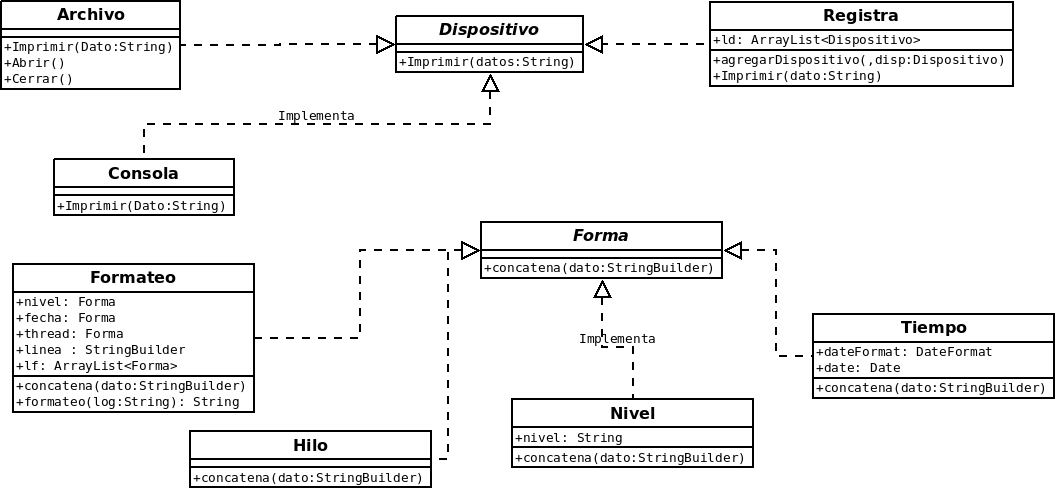 Archivo
+Imprimir(Dato:String)
+Abrir()
+Cerrar()
Dispositivo
+Imprimir(datos:String)
Registra
+ld: ArrayList<Dispositivo>
+agregarDispositivo(,disp:Dispositivo)
+Imprimir(dato:String)
Implementa
Consola
+Imprimir(Dato:String)
Forma
+concatena(dato:StringBuilder)
Formateo
+nivel: Forma
+fecha: Forma
+thread: Forma
+linea : StringBuilder
+lf: ArrayList<Forma>
+concatena(dato:StringBuilder)
+formateo(log:String): String
Implementa
Tiempo
+dateFormat: DateFormat
+date: Date
+concatena(dato:StringBuilder)
Nivel
+nivel: String
+concatena(dato:StringBuilder)
Hilo
+concatena(dato:StringBuilder)